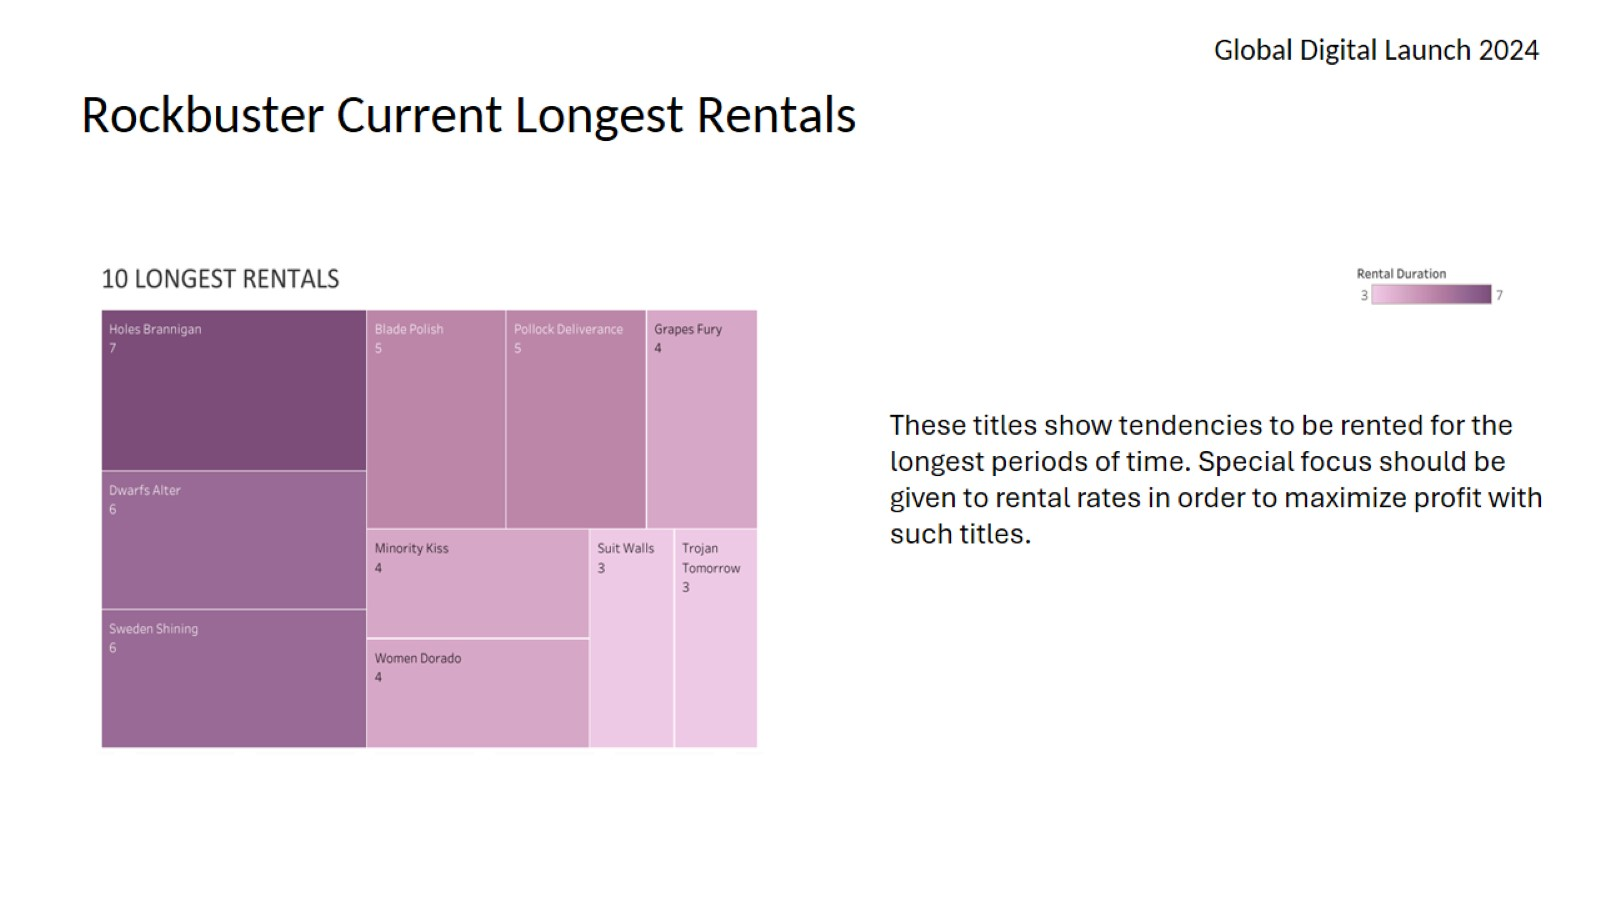 Global Digital Launch 2024
Rockbuster Current Longest Rentals
10 LONGEST RENTALS
Holes Brannigan
7
Dwarfs Alter
6
Sweden Shining
6
Blade Polish
5
Pollock Deliverance
5
Grapes Fury
4
Minority Kiss
4
Women Dorado
4
Suit Walls
3
Trojan
Tomorrow
3
Rental Duration
3 7
These titles show tendencies to be rented for the
longest periods of time. Special focus should be
given to rental rates in order to maximize profit with
such titles.